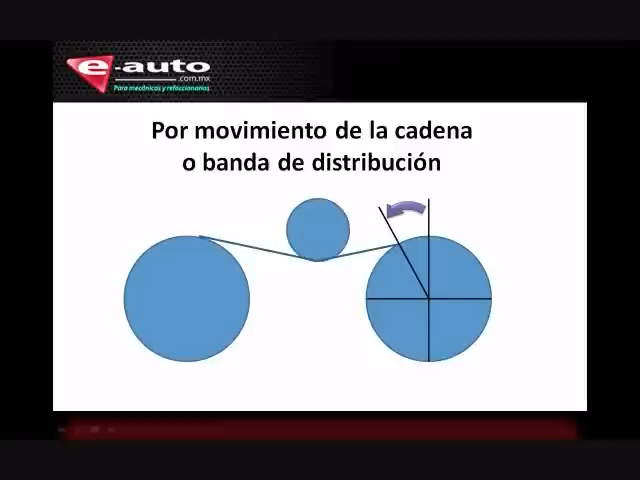 e-auto
.com.mx
Para mecánicos y refaccionarios
Por movimiento de la cadena
o banda de distribución